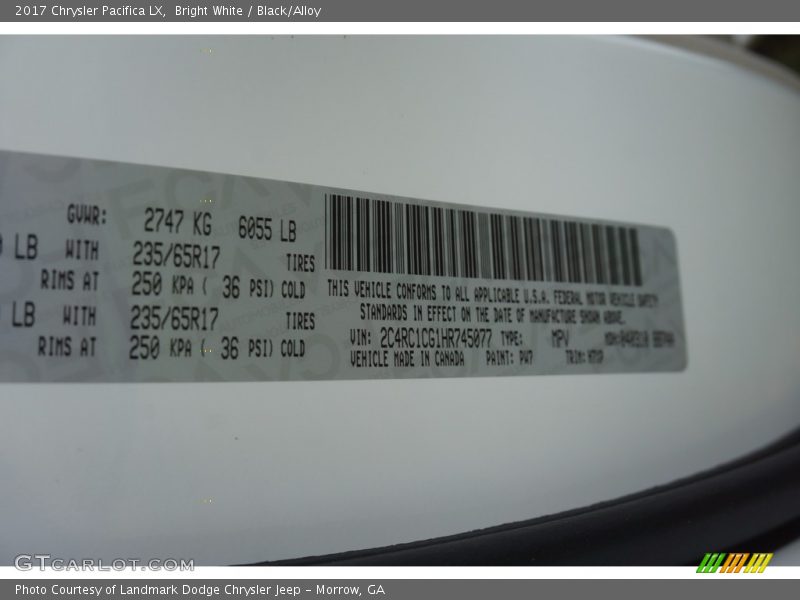 2017 Chrysler Pacifica LX, Bright White / Black/Alloy
GVWR: 2747 KG 6055 LB
LB WITH 235/65R17 TIRES
RIMS AT 250 KPA ( 36 PSI) COLD
LB WITH 235/65R17 TIRES
RIMS AT 250 KPA ( 36 PSI) COLD
THIS VEHICLE CONFORMS TO ALL APPLICABLE U.S.A. FEDERAL MOTOR VEHICLE SAFETY
STANDARDS IN EFFECT ON THE DATE OF MANUFACTURE SHOWN ABOVE.
VIN: 2C4RC1CG1HR745077 TYPE: MPV MDH:
VEHICLE MADE IN CANADA PAINT: PW7 TRIM:
GTCARLOT.COM
Photo Courtesy of Landmark Dodge Chrysler Jeep – Morrow, GA